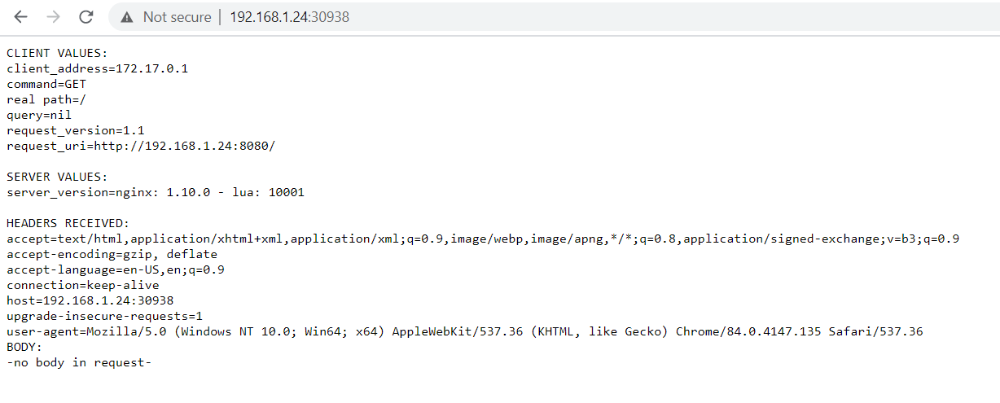 Not secure | 192.168.1.24:30938
CLIENT VALUES:
client_address=172.17.0.1
command=GET
real path=/
query=nil
request_version=1.1
request_uri=http://192.168.1.24:8080/
SERVER VALUES:
server_version=nginx: 1.10.0 - lua: 10001
HEADERS RECEIVED:
accept=text/html,application/xhtml+xml,application/xml;q=0.9,image/webp,image/apng,*/*;q=0.8,application/signed-exchange;v=b3;q=0.9
accept-encoding=gzip, deflate
accept-language=en-US,en;q=0.9
connection=keep-alive
host=192.168.1.24:30938
upgrade-insecure-requests=1
user-agent=Mozilla/5.0 (Windows NT 10.0; Win64; x64) AppleWebKit/537.36 (KHTML, like Gecko) Chrome/84.0.4147.135 Safari/537.36
BODY:
-no body in request-